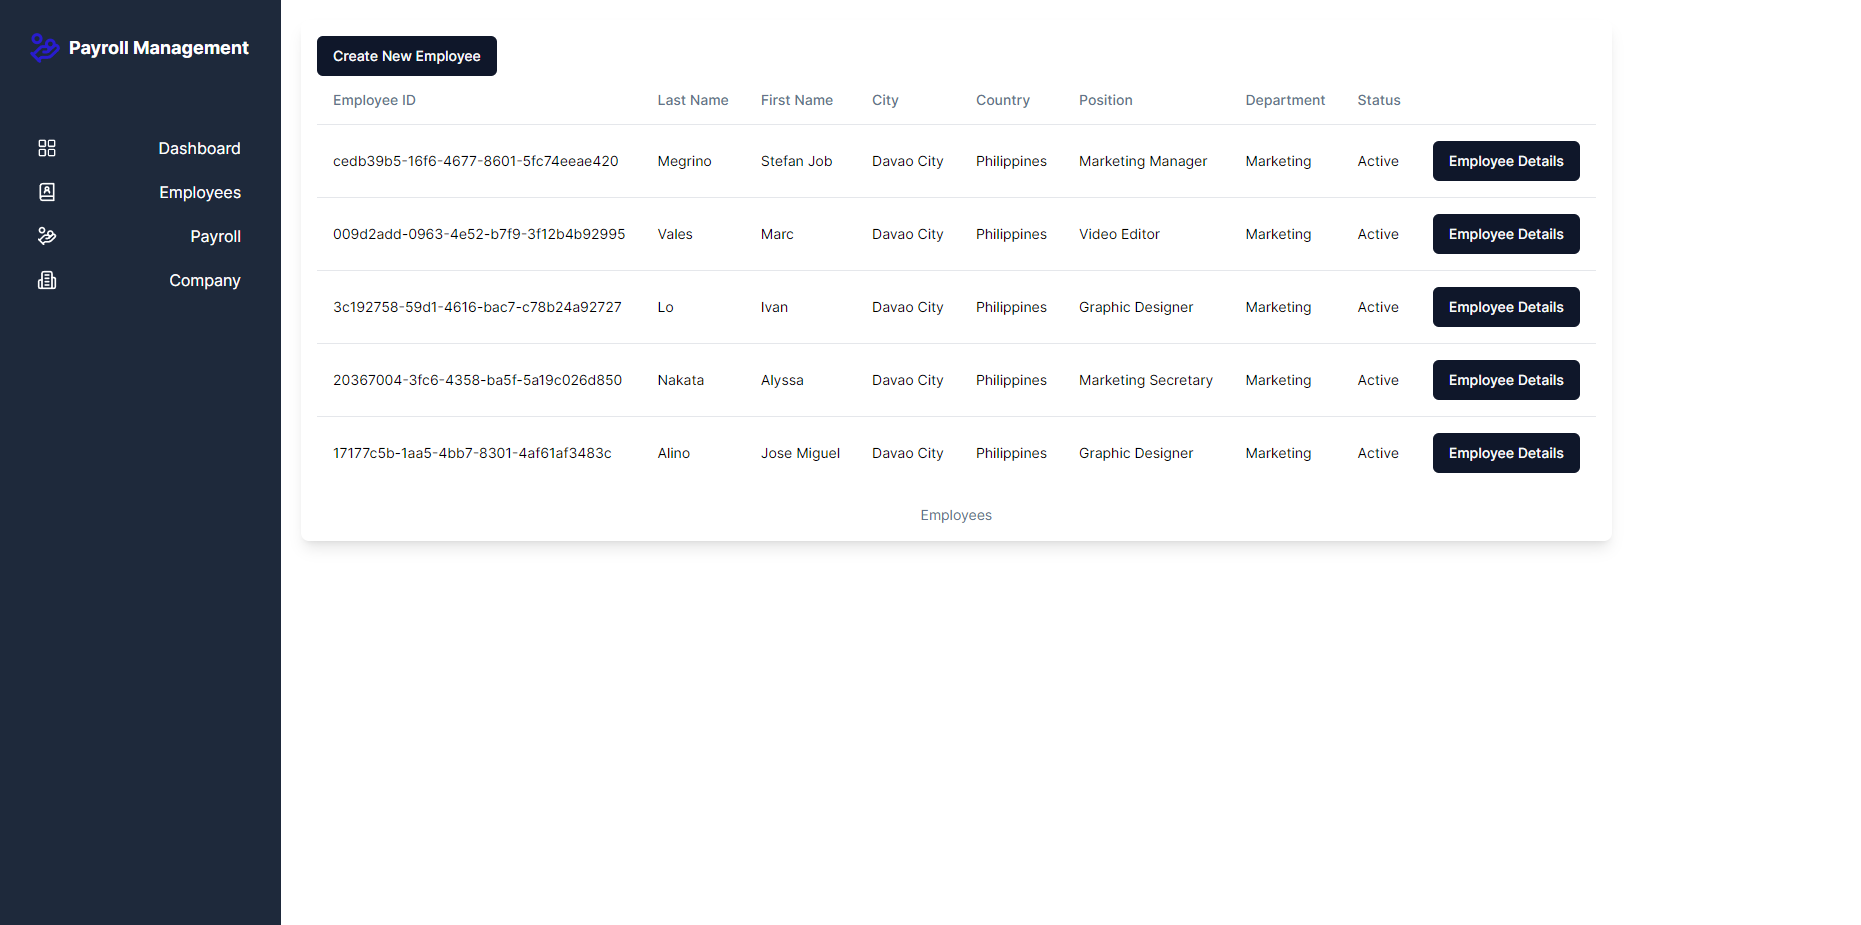 Payroll Management
Dashboard
Employees
Payroll
Company
Create New Employee
Employee ID Last Name First Name City Country Position Department Status
cedb39b5-16f6-4677-8601-5fc74eeae420 Megrino Stefan Job Davao City Philippines Marketing Manager Marketing Active Employee Details
009d2add-0963-4e52-b7f9-3f12b4b92995 Vales Marc Davao City Philippines Video Editor Marketing Active Employee Details
3c192758-59d1-4616-bac7-c78b24a92727 Lo Ivan Davao City Philippines Graphic Designer Marketing Active Employee Details
20367004-3fc6-4358-ba5f-5a19c026d850 Nakata Alyssa Davao City Philippines Marketing Secretary Marketing Active Employee Details
17177c5b-1aa5-4bb7-8301-4af61af3483c Alino Jose Miguel Davao City Philippines Graphic Designer Marketing Active Employee Details
Employees